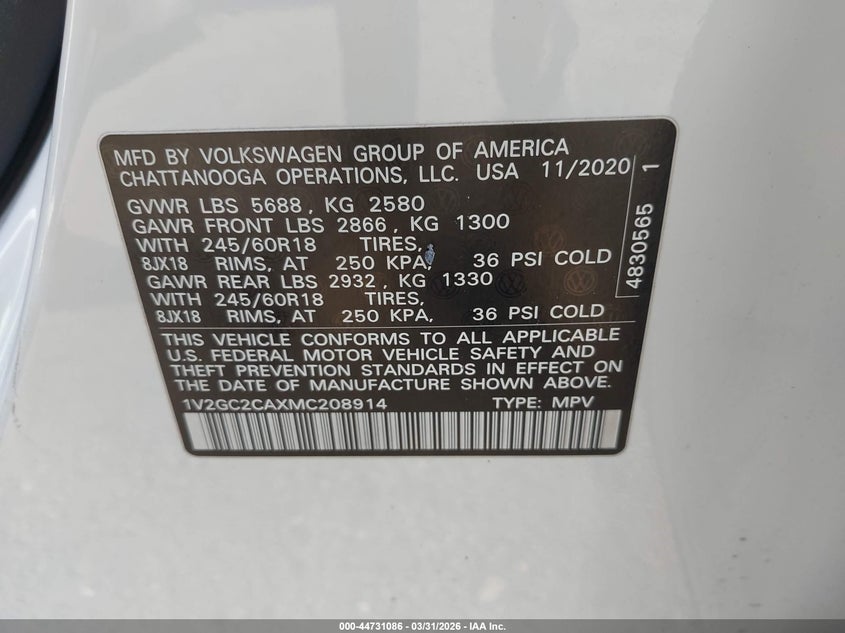 MFD BY VOLKSWAGEN GROUP OF AMERICA
CHATTANOOGA OPERATIONS, LLC. USA 11/2020
GVWR LBS 5688, KG 2580
GAWR FRONT LBS 2866, KG 1300
WITH 245/60R18 TIRES,
8JX18 RIMS, AT 250 KPA, 36 PSI COLD
GAWR REAR LBS 2932, KG 1330
WITH 245/60R18 TIRES,
8JX18 RIMS, AT 250 KPA, 36 PSI COLD
THIS VEHICLE CONFORMS TO ALL APPLICABLE
U.S. FEDERAL MOTOR VEHICLE SAFETY AND
THEFT PREVENTION STANDARDS IN EFFECT ON
THE DATE OF MANUFACTURE SHOWN ABOVE.
1V2GC2CAXMC208914 TYPE: MPV
4830565 1
000-44731086 - 03/31/2026 - IAA Inc.